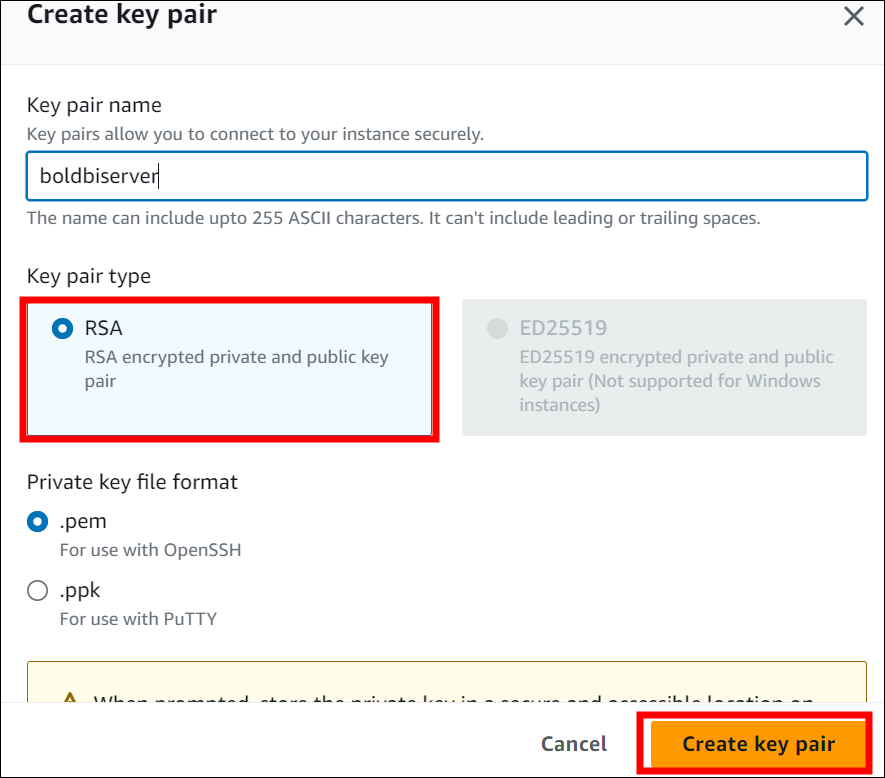 Create key pair
Key pair name
Key pairs allow you to connect to your instance securely.
boldbiserver
The name can include upto 255 ASCII characters. It can't include leading or trailing spaces.
Key pair type
RSA
RSA encrypted private and public key
pair
ED25519
ED25519 encrypted private and public
key pair (Not supported for Windows
instances)
Private key file format
.pem
For use with OpenSSH
.ppk
For use with PuTTY
When prompted, store the private key in a secure and accessible location on
Cancel
Create key pair